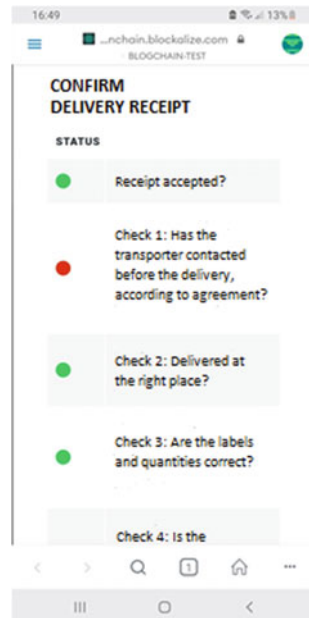 16:49 13%
...nchain.blockalize.com
BLOGCHAIN-TEST
CONFIRM
DELIVERY RECEIPT
STATUS
Receipt accepted?
Check 1: Has the
transporter contacted
before the delivery,
according to agreement?
Check 2: Delivered at
the right place?
Check 3: Are the labels
and quantities correct?
Check 4: Is the
1